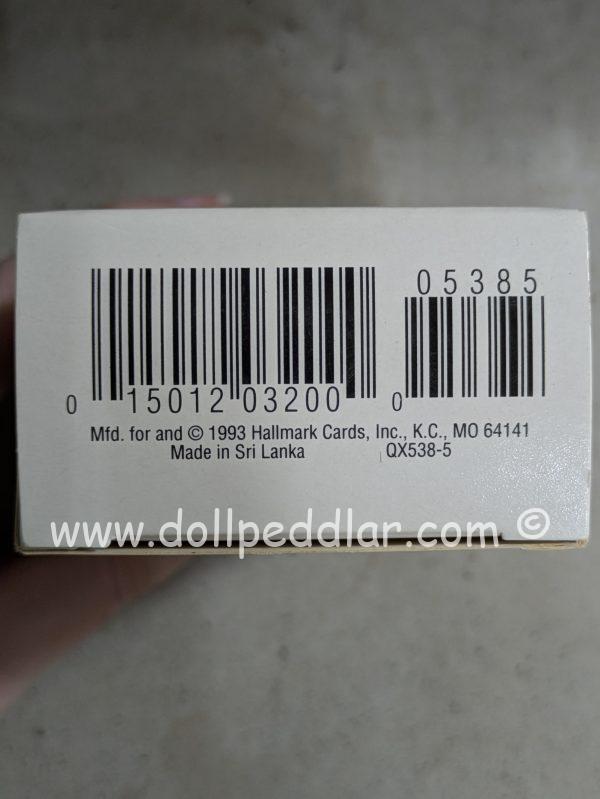 05385
0 15012 03200 0
Mfd. for and © 1993 Hallmark Cards, Inc., K.C., MO 64141
Made in Sri Lanka QX538-5
www.dollpeddlar.com ©